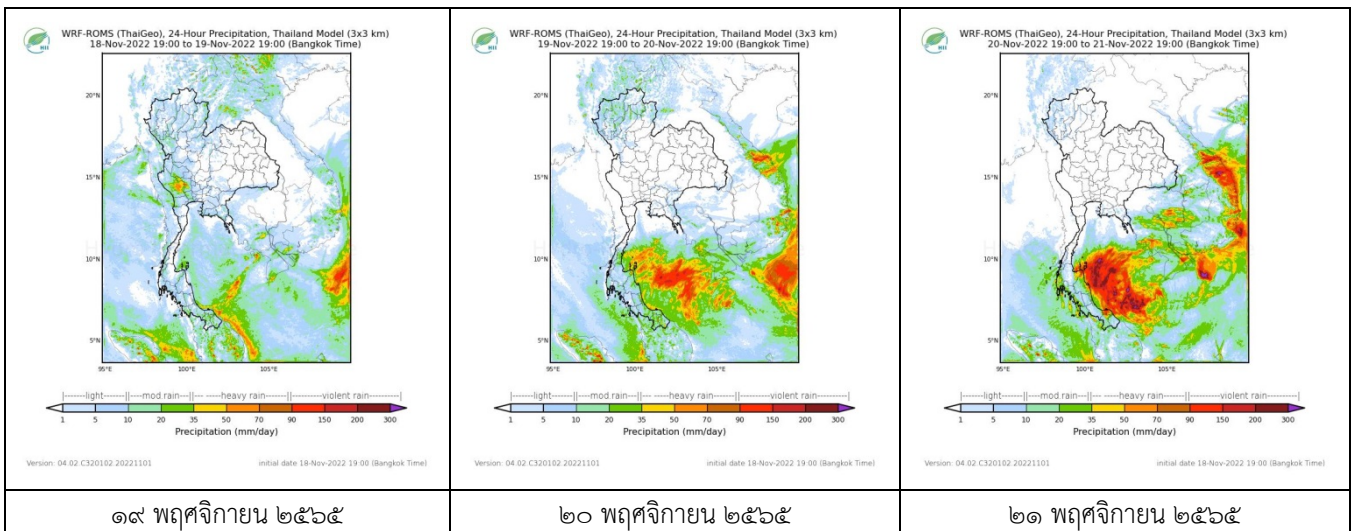 HII
WRF-ROMS (ThaiGeo), 24-Hour Precipitation, Thailand Model (3x3 km)
18-Nov-2022 19:00 to 19-Nov-2022 19:00 (Bangkok Time)
20°N
15°N
10°N
5°N
95°E 100°E 105°E
|-------light-----||---mod rain---||--- ----heavy rain------||-------violent rain-------|
1 5 10 20 35 50 70 90 150 200 300
Precipitation (mm/day)
Version: 04.02.C320102.20221101 initial date 18-Nov-2022 19:00 (Bangkok Time)
๑๙ พฤศจิกายน ๒๕๖๕
HII
WRF-ROMS (ThaiGeo), 24-Hour Precipitation, Thailand Model (3x3 km)
19-Nov-2022 19:00 to 20-Nov-2022 19:00 (Bangkok Time)
20°N
15°N
10°N
5°N
95°E 100°E 105°E
|-------light-----||---mod rain---||--- ----heavy rain------||-------violent rain-------|
1 5 10 20 35 50 70 90 150 200 300
Precipitation (mm/day)
Version: 04.02.C320102.20221101 initial date 18-Nov-2022 19:00 (Bangkok Time)
๒๐ พฤศจิกายน ๒๕๖๕
HII
WRF-ROMS (ThaiGeo), 24-Hour Precipitation, Thailand Model (3x3 km)
20-Nov-2022 19:00 to 21-Nov-2022 19:00 (Bangkok Time)
20°N
15°N
10°N
5°N
95°E 100°E 105°E
|-------light-----||---mod rain---||--- ----heavy rain------||-------violent rain-------|
1 5 10 20 35 50 70 90 150 200 300
Precipitation (mm/day)
Version: 04.02.C320102.20221101 initial date 18-Nov-2022 19:00 (Bangkok Time)
๒๑ พฤศจิกายน ๒๕๖๕